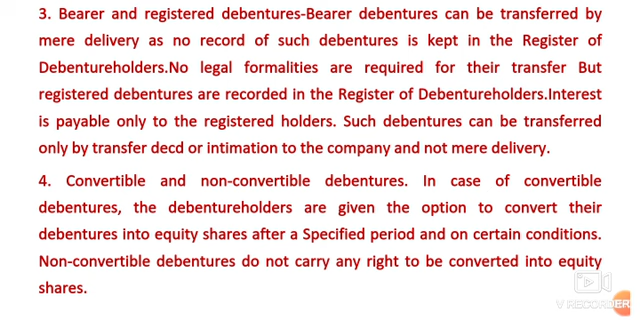 3. Bearer and registered debentures-Bearer debentures can be transferred by
mere delivery as no record of such debentures is kept in the Register of
Debentureholders.No legal formalities are required for their transfer But
registered debentures are recorded in the Register of Debentureholders.Interest
is payable only to the registered holders. Such debentures can be transferred
only by transfer decd or intimation to the company and not mere delivery.
4. Convertible and non-convertible debentures. In case of convertible
debentures, the debentureholders are given the option to convert their
debentures into equity shares after a Specified period and on certain conditions.
Non-convertible debentures do not carry any right to be converted into equity
shares.
V RECORDER